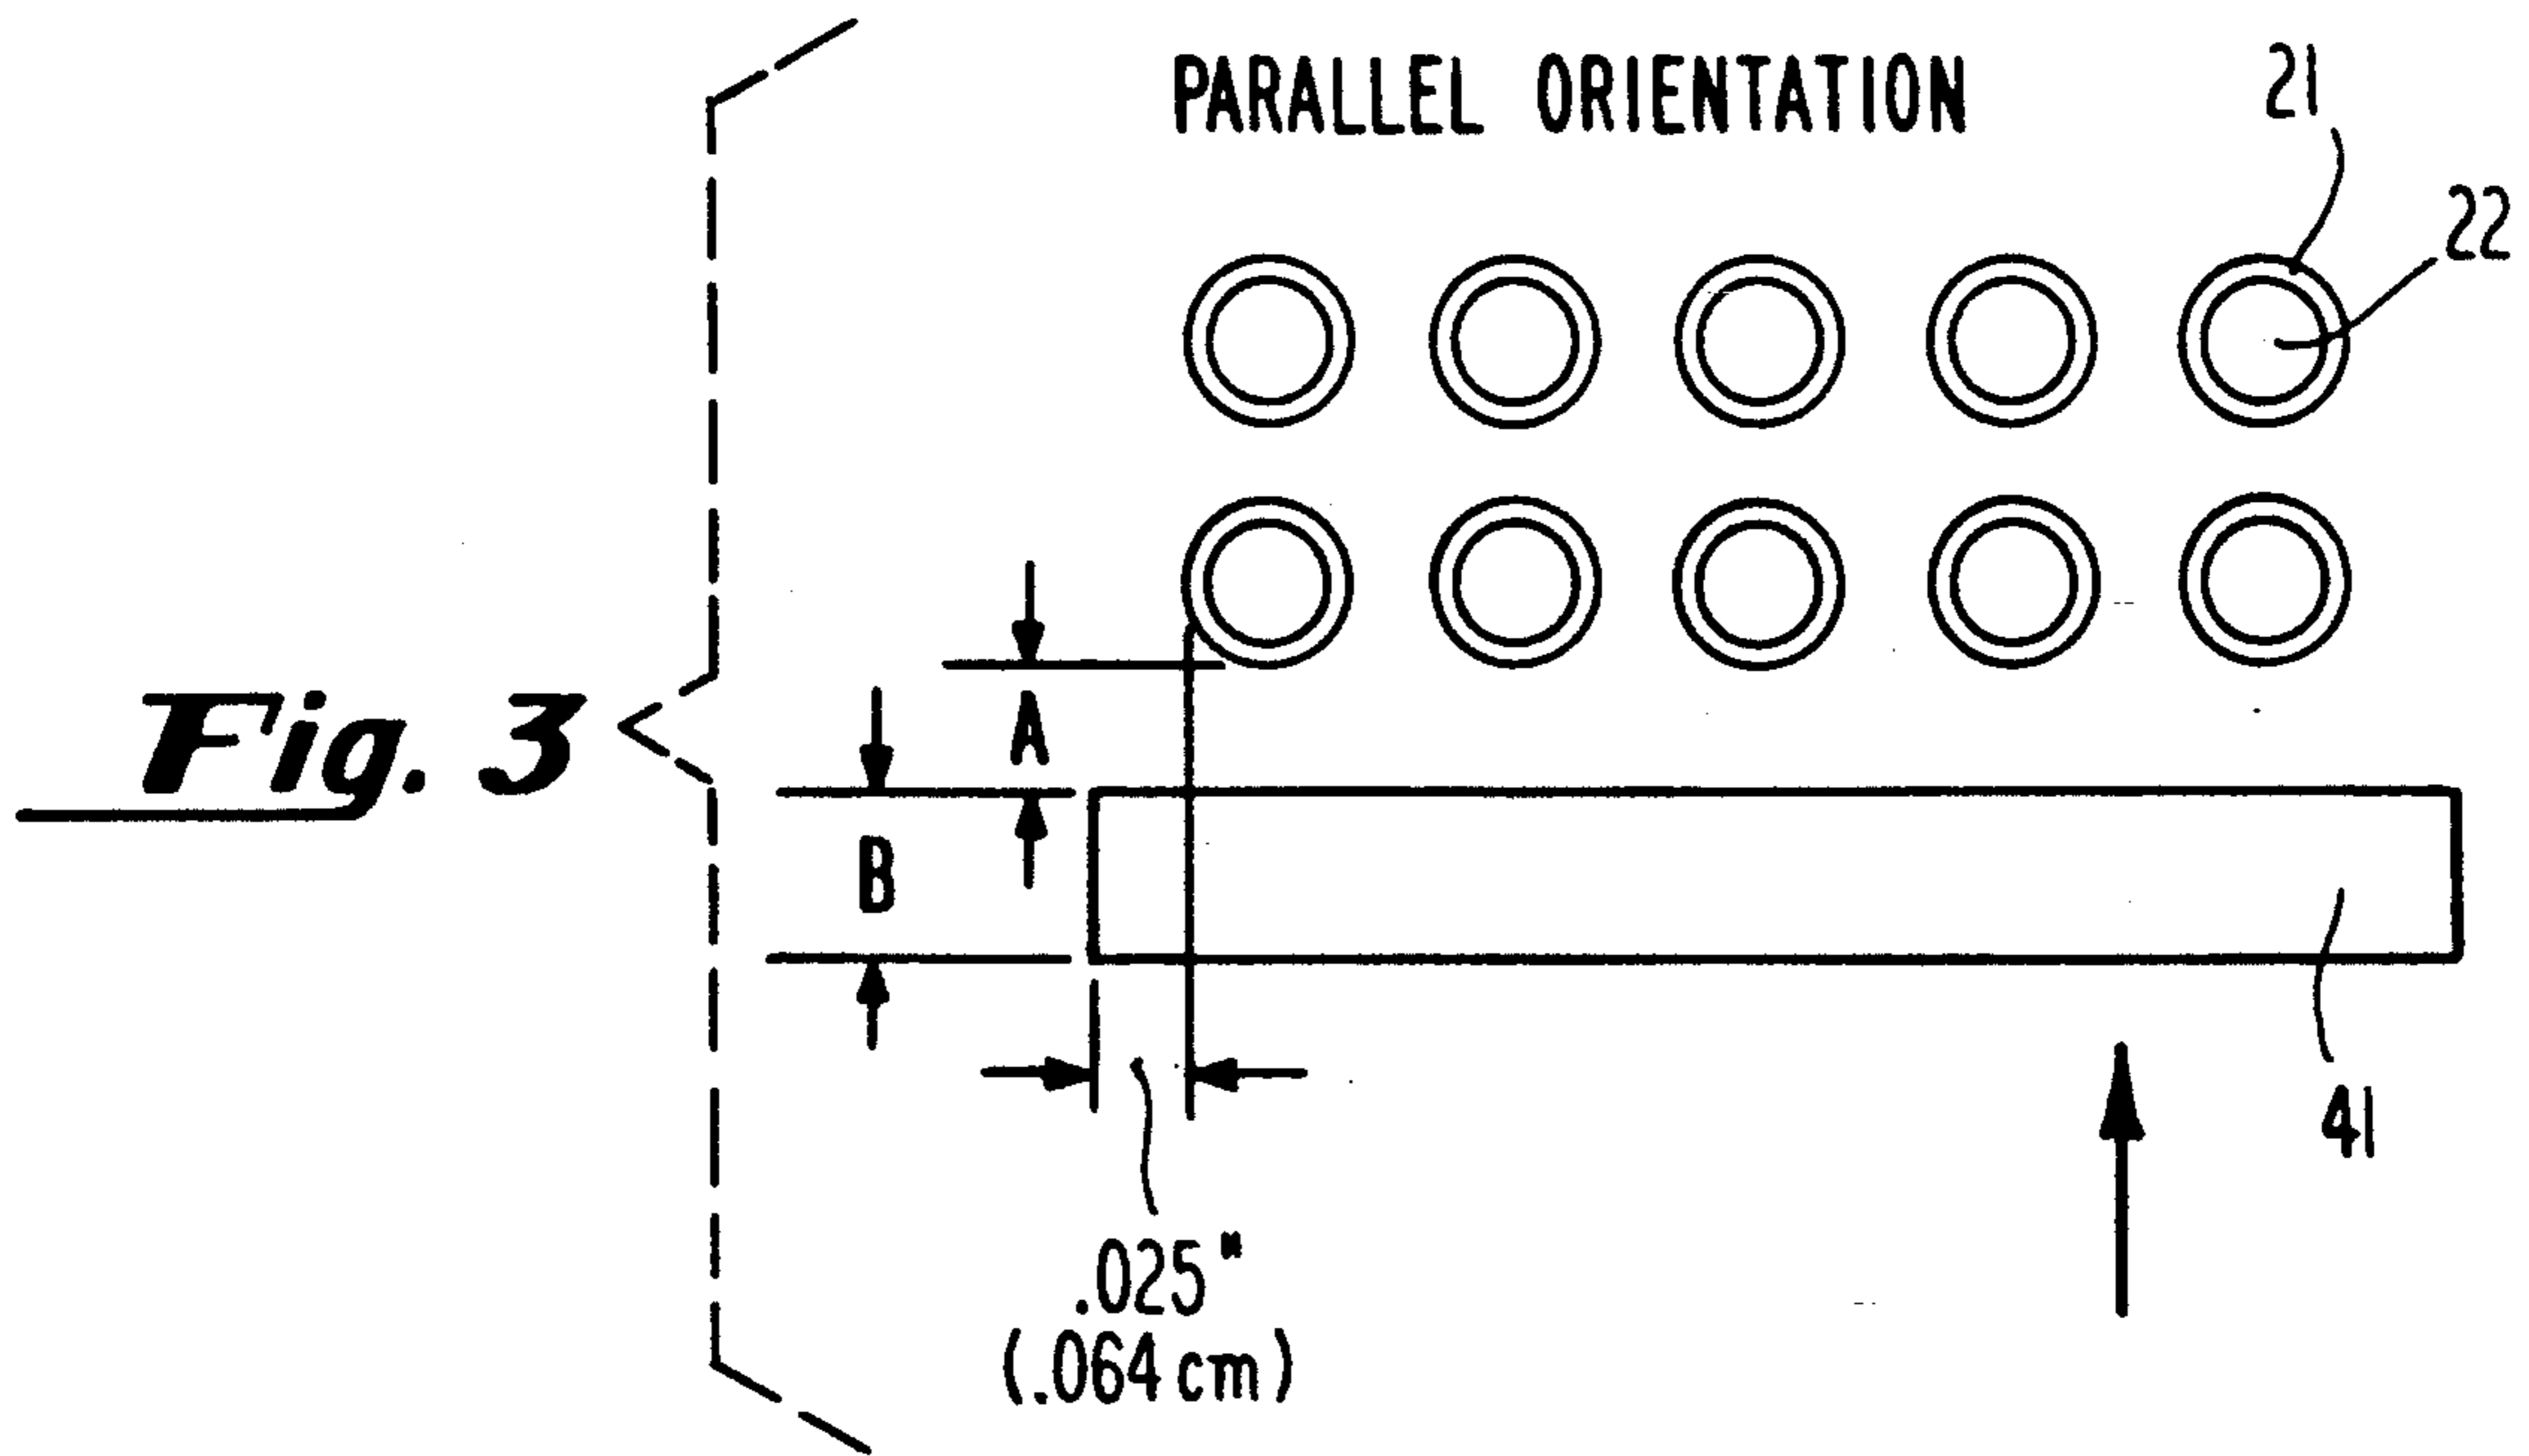 PARALLEL ORIENTATION
21
22
Fig. 3
A
B
41
.025"
(.064 cm)